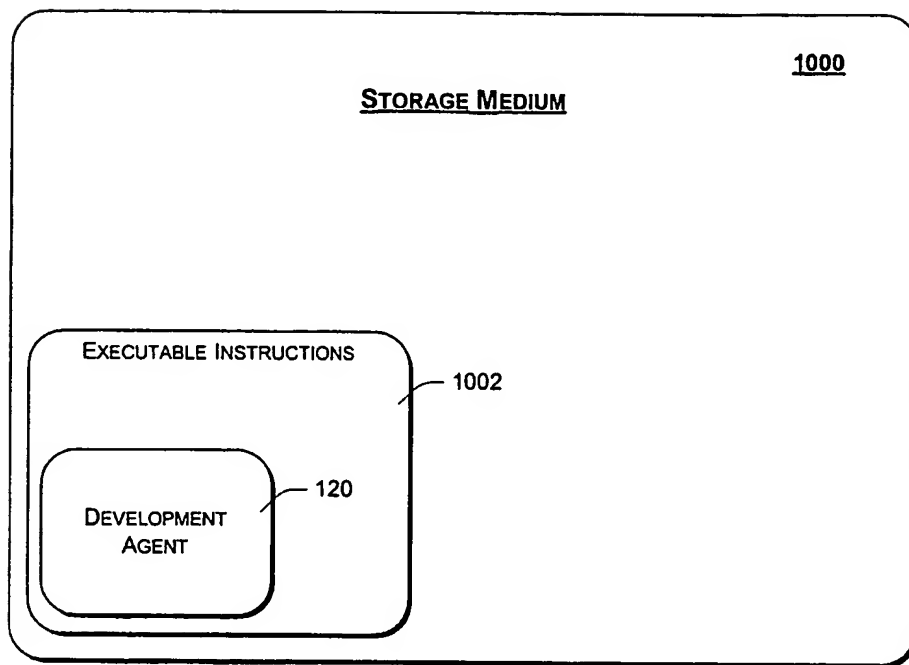 1000
STORAGE MEDIUM
EXECUTABLE INSTRUCTIONS
1002
120
DEVELOPMENT
AGENT